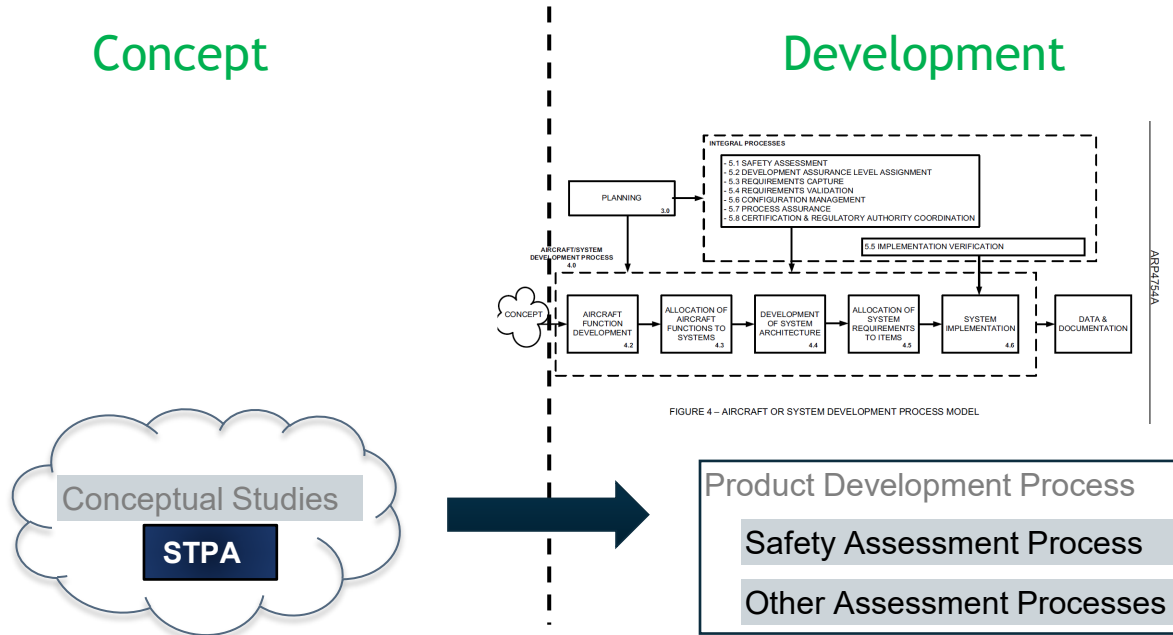 Concept
Development
INTEGRAL PROCESSES
- 5.1 SAFETY ASSESSMENT
- 5.2 DEVELOPMENT ASSURANCE LEVEL ASSIGNMENT
- 5.3 REQUIREMENTS CAPTURE
- 5.4 REQUIREMENTS VALIDATION
- 5.6 CONFIGURATION MANAGEMENT
- 5.7 PROCESS ASSURANCE
- 5.8 CERTIFICATION & REGULATORY AUTHORITY COORDINATION
PLANNING
3.0
5.5 IMPLEMENTATION VERIFICATION
AIRCRAFT/SYSTEM
DEVELOPMENT PROCESS
4.0
CONCEPT
AIRCRAFT
FUNCTION
DEVELOPMENT
4.2
ALLOCATION OF
AIRCRAFT
FUNCTIONS TO
SYSTEMS
4.3
DEVELOPMENT
OF SYSTEM
ARCHITECTURE
4.4
ALLOCATION OF
SYSTEM
REQUIREMENTS
TO ITEMS
4.5
SYSTEM
IMPLEMENTATION
4.6
DATA &
DOCUMENTATION
ARP4754A
FIGURE 4 – AIRCRAFT OR SYSTEM DEVELOPMENT PROCESS MODEL
Conceptual Studies
STPA
Product Development Process
Safety Assessment Process
Other Assessment Processes